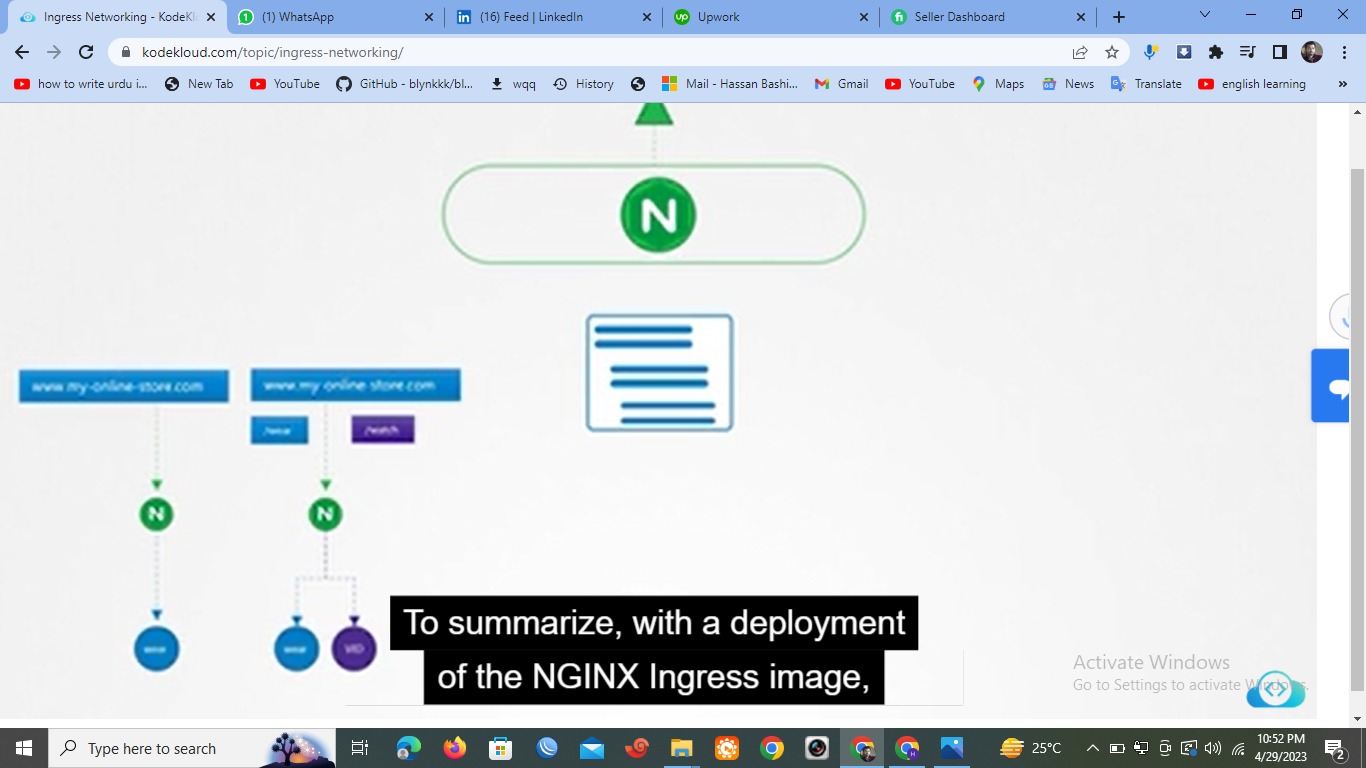 Ingress Networking - KodeKl
(1) WhatsApp
(16) Feed | LinkedIn
Upwork
Seller Dashboard
kodekloud.com/topic/ingress-networking/
how to write urdu i...
New Tab
YouTube
GitHub - blynkkk/bl...
wqq
History
Mail - Hassan Bashi...
Gmail
YouTube
Maps
News
Translate
english learning
»
N
www.my-online-store.com
www.my-online-store.com
/wear
/watch
N
N
wear
wear
VID
To summarize, with a deployment
of the NGINX Ingress image,
Activate Windows
Go to Settings to activate Windows.
Type here to search
25°C
10:52 PM
4/29/2023
2